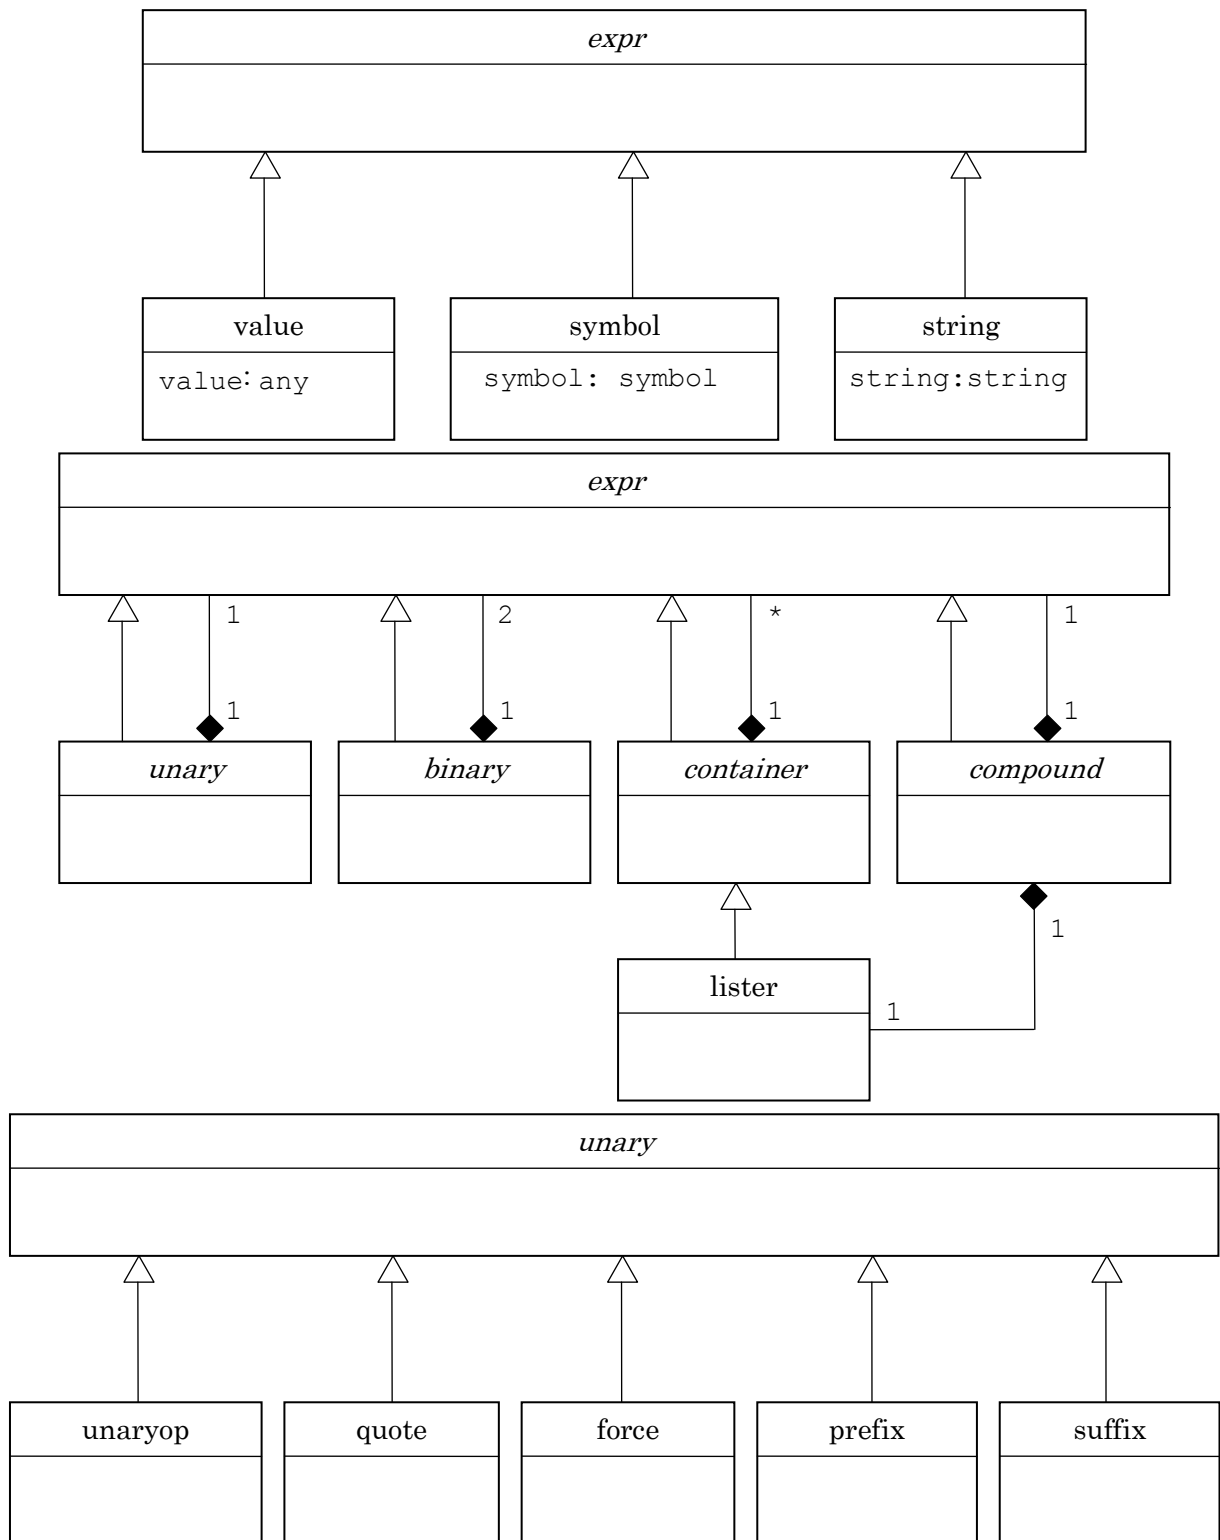 expr
value symbol string
value: any symbol: symbol string:string
expr
1 2 * 1
1 1 1 1
unary binary container compound
1
lister
1
unary
unaryop quote force prefix suffix